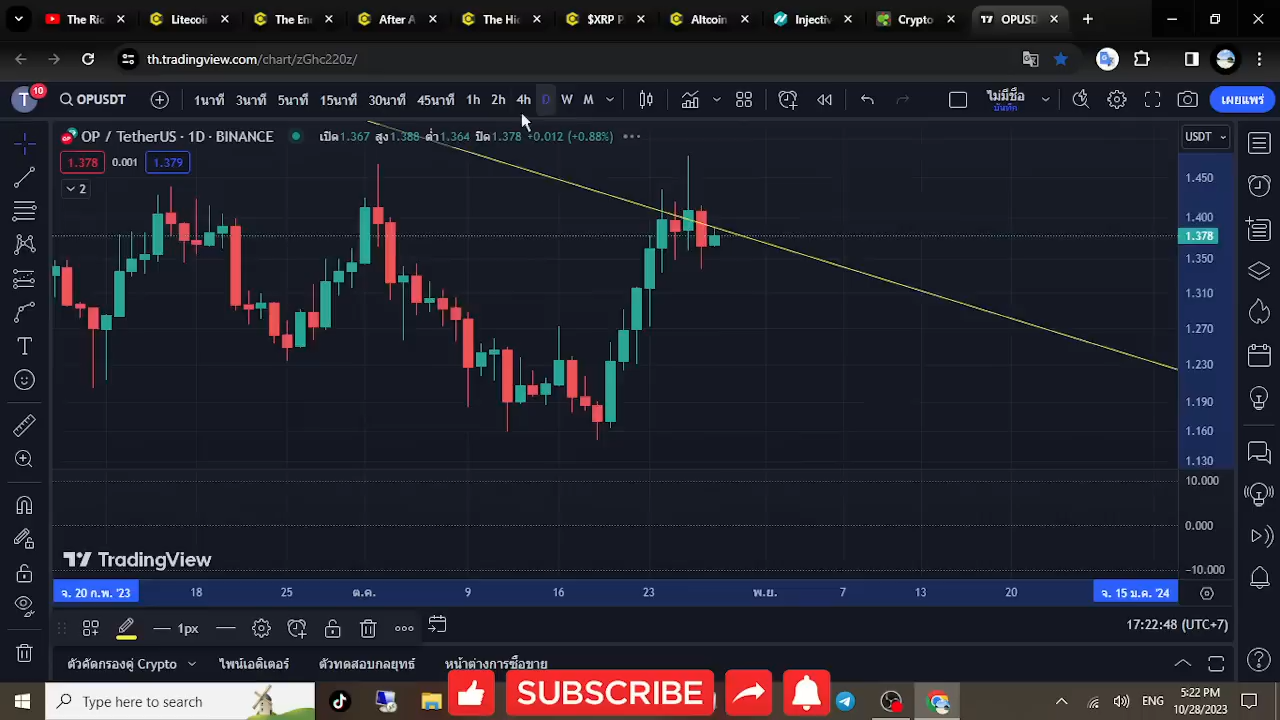 The Ric
Litecoin
The En
After A
The Hi
$XRP P
Altcoin
Injectiv
Crypto
OPUSD
th.tradingview.com/chart/zGhc220z/
T 10
OPUSDT
1นาที 3นาที 5นาที 15นาที 30นาที 45นาที 1h 2h 4h D W M
ไม่มีชื่อ
บันทึก
เผยแพร่
OP / TetherUS · 1D · BINANCE
เปิด1.367 สูง1.388 ต่ำ1.364 ปิด1.378 +0.012 (+0.88%)
USDT
1.378 0.001 1.379
2
1.450
1.400
1.378
1.350
1.310
1.270
1.230
1.190
1.160
1.130
10.000
0.000
−10.000
TradingView
จ. 20 ก.พ. '23 18 25 ต.ค. 9 16 23 พ.ย. 7 13 20 จ. 15 ม.ค. '24
1px
17:22:48 (UTC+7)
ตัวคัดกรองคู่ Crypto ไพน์เอดิเตอร์ ตัวทดสอบกลยุทธ์ หน้าต่างการซื้อขาย
SUBSCRIBE
Type here to search
ENG
5:22 PM
10/28/2023